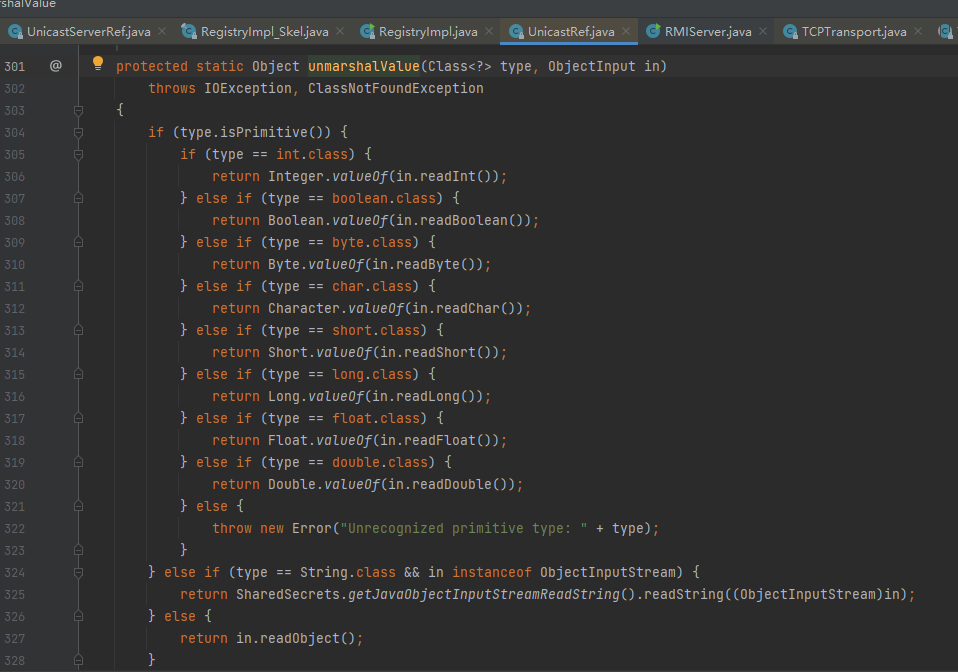 shalValue
UnicastServerRef.java × RegistryImpl_Skel.java × RegistryImpl.java × UnicastRef.java × RMIServer.java × TCPTransport.java ×
301 @ protected static Object unmarshalValue(Class<?> type, ObjectInput in)
302 throws IOException, ClassNotFoundException
303 {
304 if (type.isPrimitive()) {
305 if (type == int.class) {
306 return Integer.valueOf(in.readInt());
307 } else if (type == boolean.class) {
308 return Boolean.valueOf(in.readBoolean());
309 } else if (type == byte.class) {
310 return Byte.valueOf(in.readByte());
311 } else if (type == char.class) {
312 return Character.valueOf(in.readChar());
313 } else if (type == short.class) {
314 return Short.valueOf(in.readShort());
315 } else if (type == long.class) {
316 return Long.valueOf(in.readLong());
317 } else if (type == float.class) {
318 return Float.valueOf(in.readFloat());
319 } else if (type == double.class) {
320 return Double.valueOf(in.readDouble());
321 } else {
322 throw new Error("Unrecognized primitive type: " + type);
323 }
324 } else if (type == String.class && in instanceof ObjectInputStream) {
325 return SharedSecrets.getJavaObjectInputStreamReadString().readString((ObjectInputStream)in);
326 } else {
327 return in.readObject();
328 }